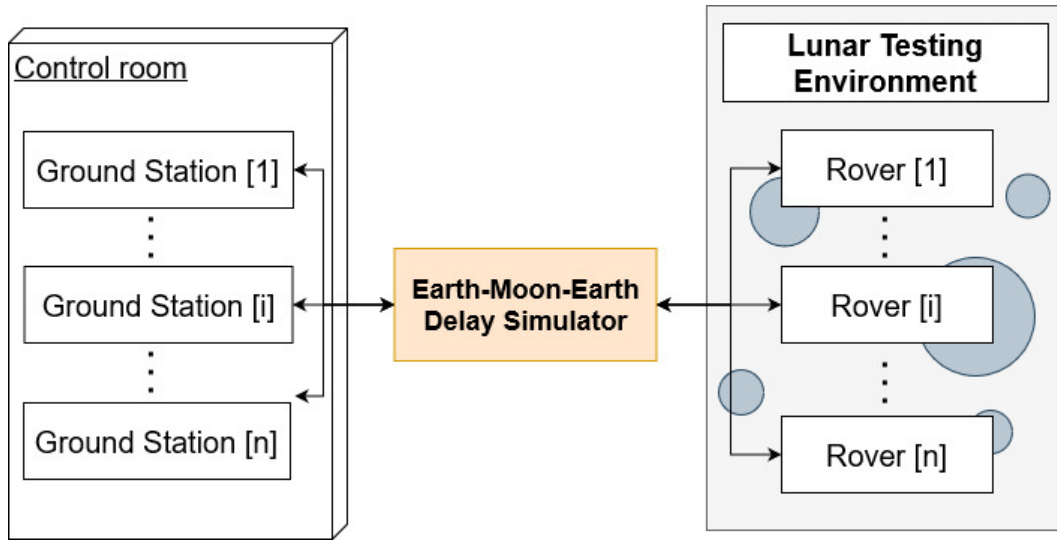 Control room
Ground Station [1]
Ground Station [i]
Ground Station [n]
Earth-Moon-Earth
Delay Simulator
Lunar Testing
Environment
Rover [1]
Rover [i]
Rover [n]